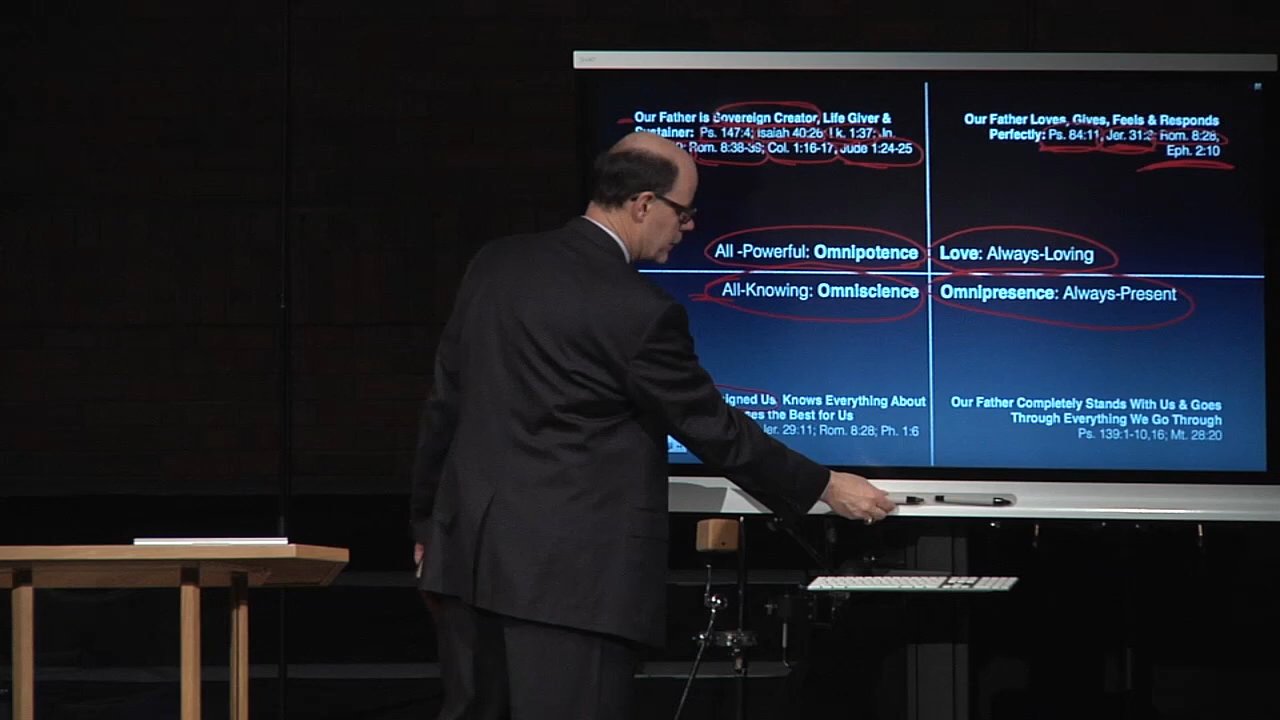 Our Father is Sovereign Creator, Life Giver &
Sustainer: Ps. 147:4; Isaiah 40:26; Lk. 1:37; Jn.
Rom. 8:38-39; Col. 1:16-17, Jude 1:24-25
Our Father Loves, Gives, Feels & Responds
Perfectly: Ps. 84:11, Jer. 31:3 Rom. 8:28,
Eph. 2:10
All -Powerful: Omnipotence
Love: Always-Loving
All-Knowing: Omniscience
Omnipresence: Always-Present
Us, Knows Everything About
the Best for Us
Jer. 29:11; Rom. 8:28; Ph. 1:6
Our Father Completely Stands With Us & Goes
Through Everything We Go Through
Ps. 139:1-10,16; Mt. 28:20